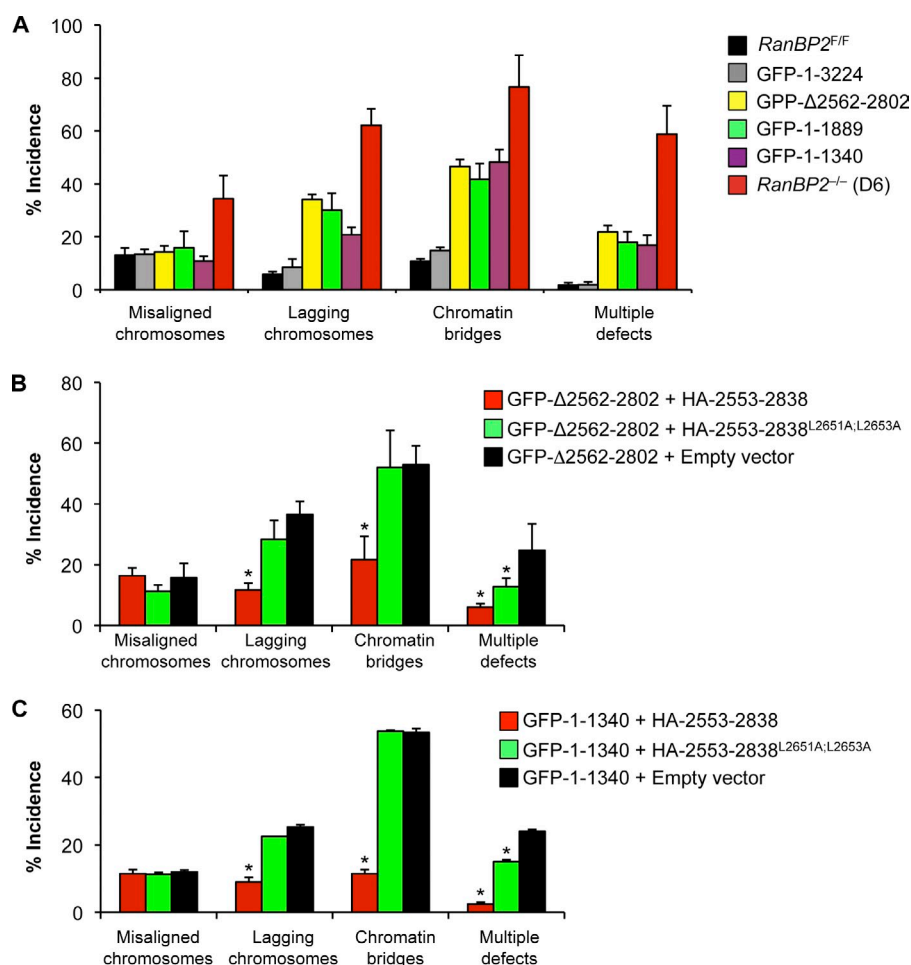 A
% Incidence
100
80
60
40
20
0
Misaligned chromosomes
Lagging chromosomes
Chromatin bridges
Multiple defects
RanBP2F/F
GFP-1-3224
GPP-Δ2562-2802
GFP-1-1889
GFP-1-1340
RanBP2–/– (D6)
B
% Incidence
80
60
40
20
0
*
*
*
*
Misaligned chromosomes
Lagging chromosomes
Chromatin bridges
Multiple defects
GFP-Δ2562-2802 + HA-2553-2838
GFP-Δ2562-2802 + HA-2553-2838L2651A;L2653A
GFP-Δ2562-2802 + Empty vector
C
% Incidence
60
40
20
0
*
*
*
*
Misaligned chromosomes
Lagging chromosomes
Chromatin bridges
Multiple defects
GFP-1-1340 + HA-2553-2838
GFP-1-1340 + HA-2553-2838L2651A;L2653A
GFP-1-1340 + Empty vector